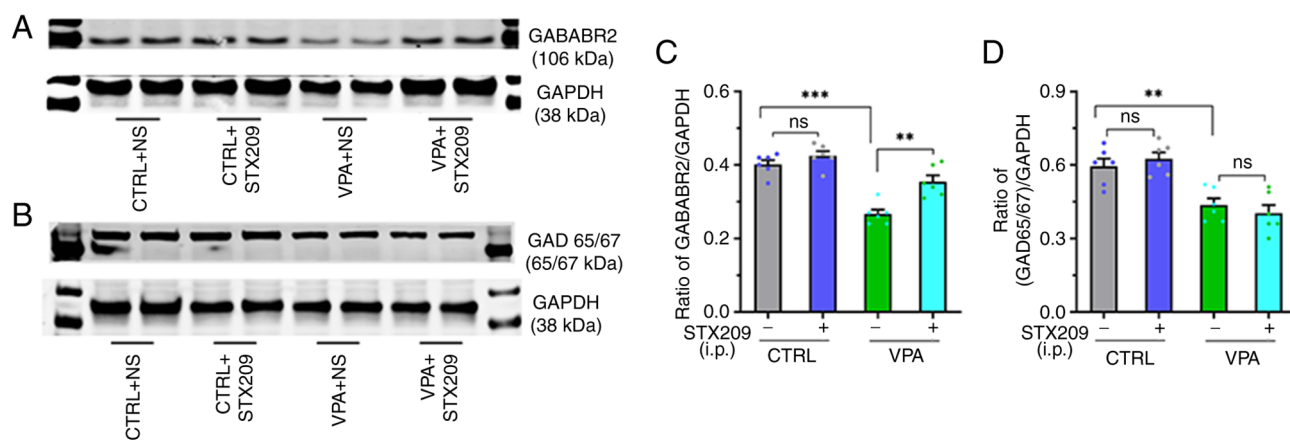 A
GABABR2
(106 kDa)
GAPDH
(38 kDa)
CTRL+NS
CTRL+
STX209
VPA+NS
VPA+
STX209
B
GAD 65/67
(65/67 kDa)
GAPDH
(38 kDa)
CTRL+NS
CTRL+
STX209
VPA+NS
VPA+
STX209
C
Ratio of GABABR2/GAPDH
0.6
0.4
0.2
0.0
***
ns
**
STX209
(i.p.)
− + − +
CTRL VPA
D
Ratio of
(GAD65/67)/GAPDH
0.9
0.6
0.3
0.0
**
ns
ns
STX209
(i.p.)
− + − +
CTRL VPA